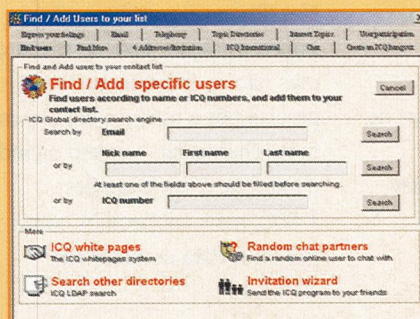 Find / Add Users to your list
Express your feelings Email Telephony Topic Directories Internet Topics User participation
Find users Find More 4 Addresses/Invitation ICQ International Chat Create an ICQ hangout
Find and Add users to your contact list
Find / Add specific users
Cancel
Find users according to name or ICQ numbers, and add them to your
contact list.
ICQ Global directory search engine
Search by Email Search
Nick name First name Last name
or by Search
At least one of the fields above should be filled before searching.
or by ICQ number Search
More
ICQ white pages
The ICQ whitepages system
Random chat partners
Find a random online user to chat with
Search other directories
ICQ LDAP search
Invitation wizard
Send the ICQ program to your friends